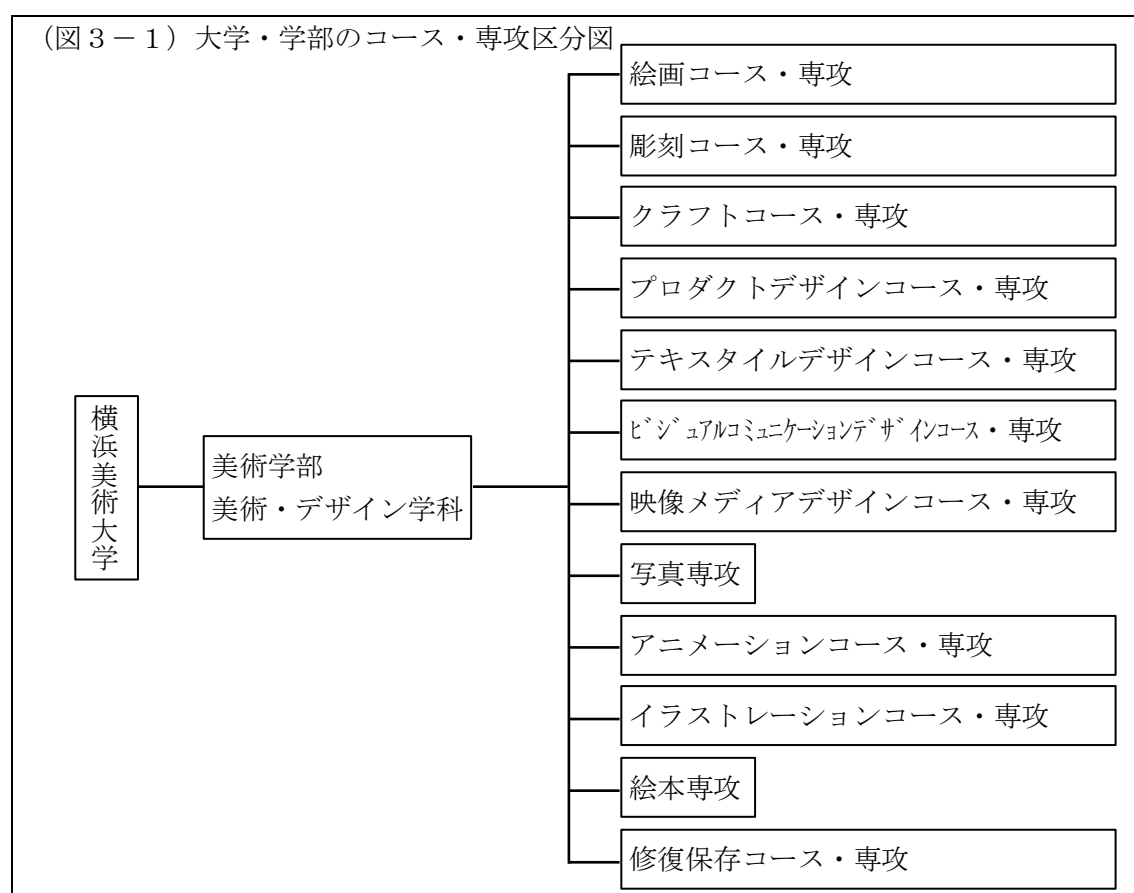 （図３－１）大学・学部のコース・専攻区分図
絵画コース・専攻
彫刻コース・専攻
クラフトコース・専攻
プロダクトデザインコース・専攻
テキスタイルデザインコース・専攻
ﾋﾞｼﾞｭｱﾙｺﾐｭﾆｹｰｼｮﾝﾃﾞｻﾞｲﾝｺｰｽ・専攻
映像メディアデザインコース・専攻
写真専攻
アニメーションコース・専攻
イラストレーションコース・専攻
絵本専攻
修復保存コース・専攻
横浜美術大学
美術学部
美術・デザイン学科